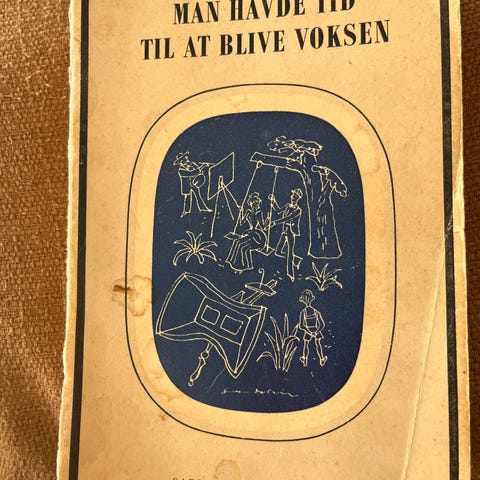 MAN HAVDE TID
TIL AT BLIVE VOKSEN